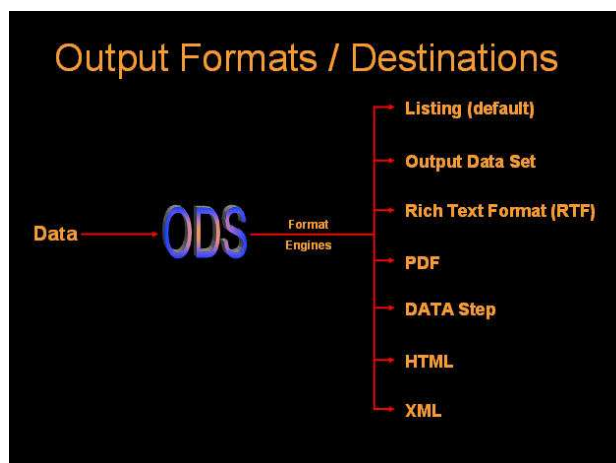 Output Formats / Destinations
Listing (default)
Output Data Set
Rich Text Format (RTF)
Data
ODS
Format
Engines
PDF
DATA Step
HTML
XML